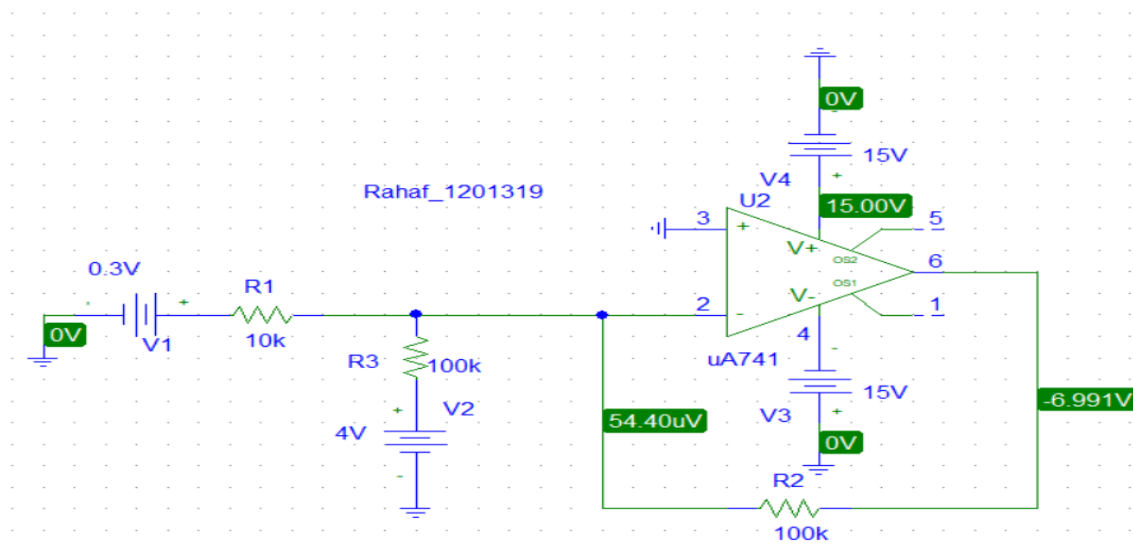 0V
15V
V4
Rahaf_1201319
U2
15.00V
3
+
V+
OS2
5
6
0.3V
R1
OS1
V-
2
-
1
0V
V1
10k
4
R3
100k
uA741
V2
15V
-6.991V
4V
54.40uV
V3
0V
R2
100k